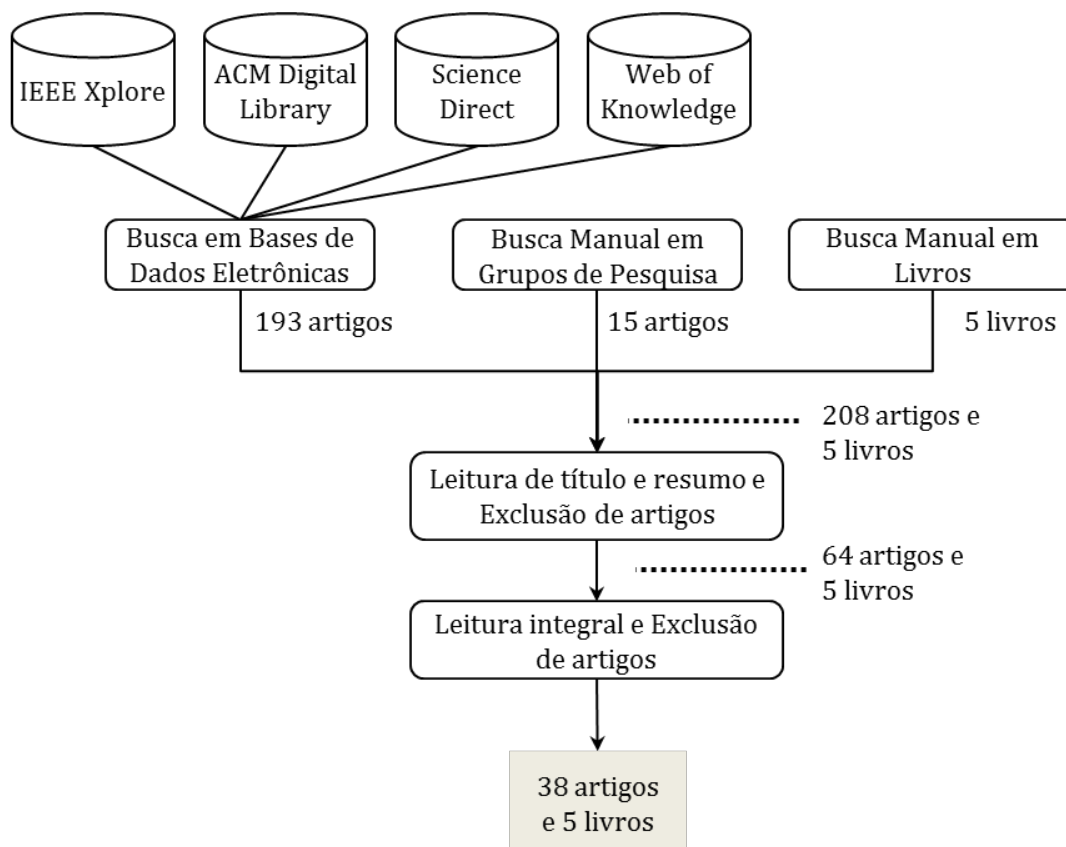 IEEE Xplore
ACM Digital
Library
Science
Direct
Web of
Knowledge
Busca em Bases de
Dados Eletrônicas
Busca Manual em
Grupos de Pesquisa
Busca Manual em
Livros
193 artigos
15 artigos
5 livros
208 artigos e
5 livros
Leitura de título e resumo e
Exclusão de artigos
64 artigos e
5 livros
Leitura integral e Exclusão
de artigos
38 artigos
e 5 livros